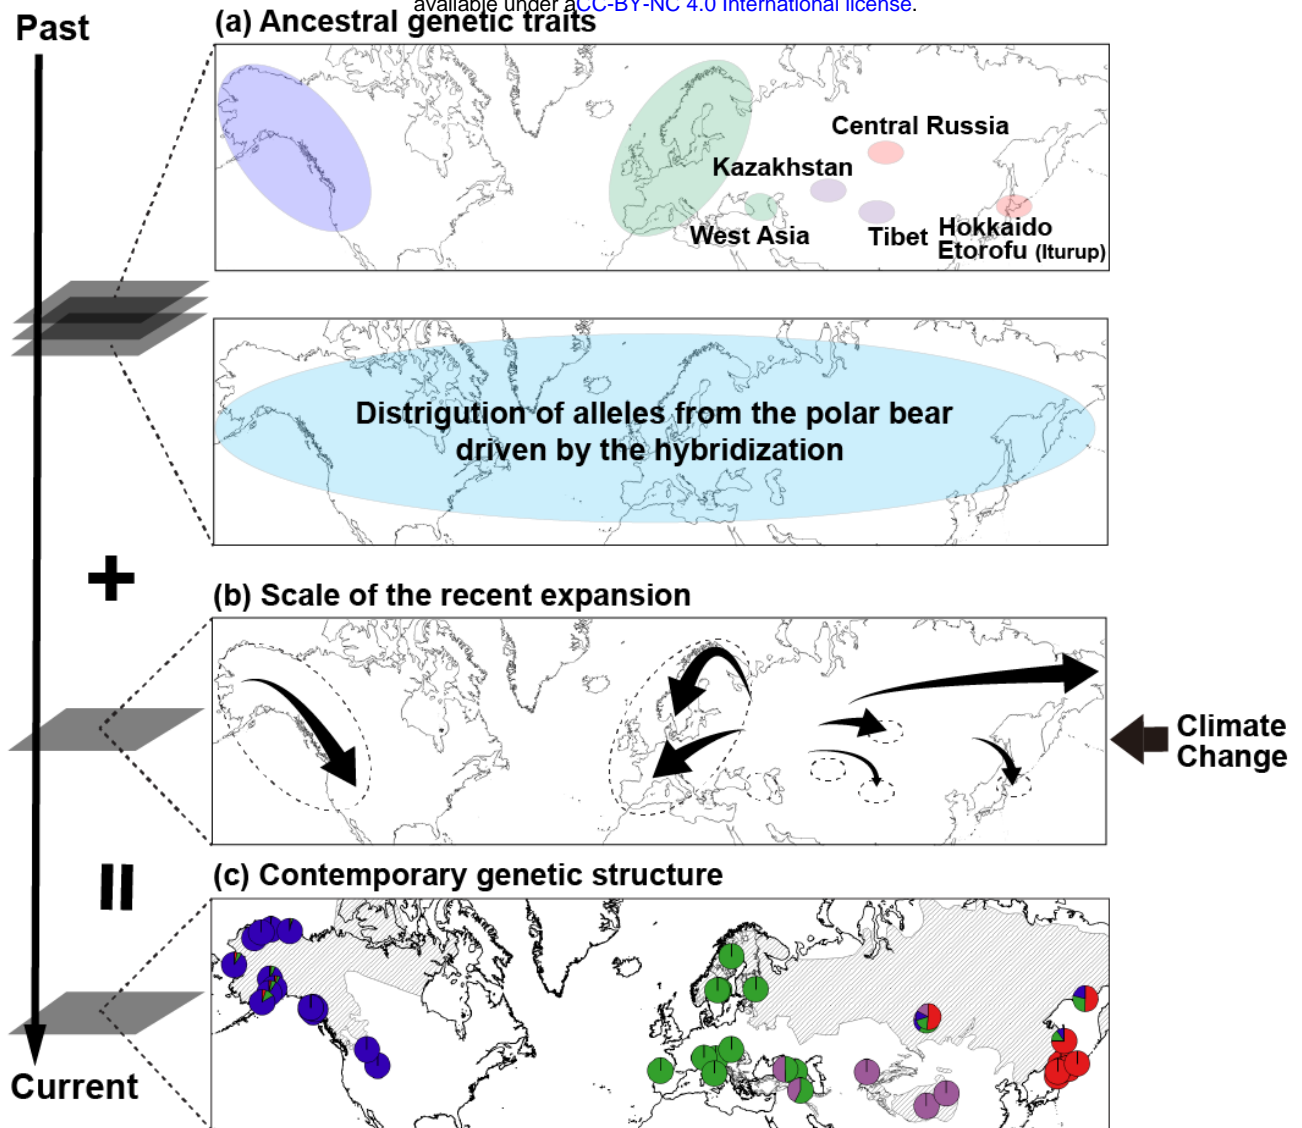 available under aCC-BY-NC 4.0 International license.
Past
(a) Ancestral genetic traits
Central Russia
Kazakhstan
West Asia
Tibet
Hokkaido
Etorofu (Iturup)
Distrigution of alleles from the polar bear
driven by the hybridization
+
(b) Scale of the recent expansion
Climate
Change
=
(c) Contemporary genetic structure
Current